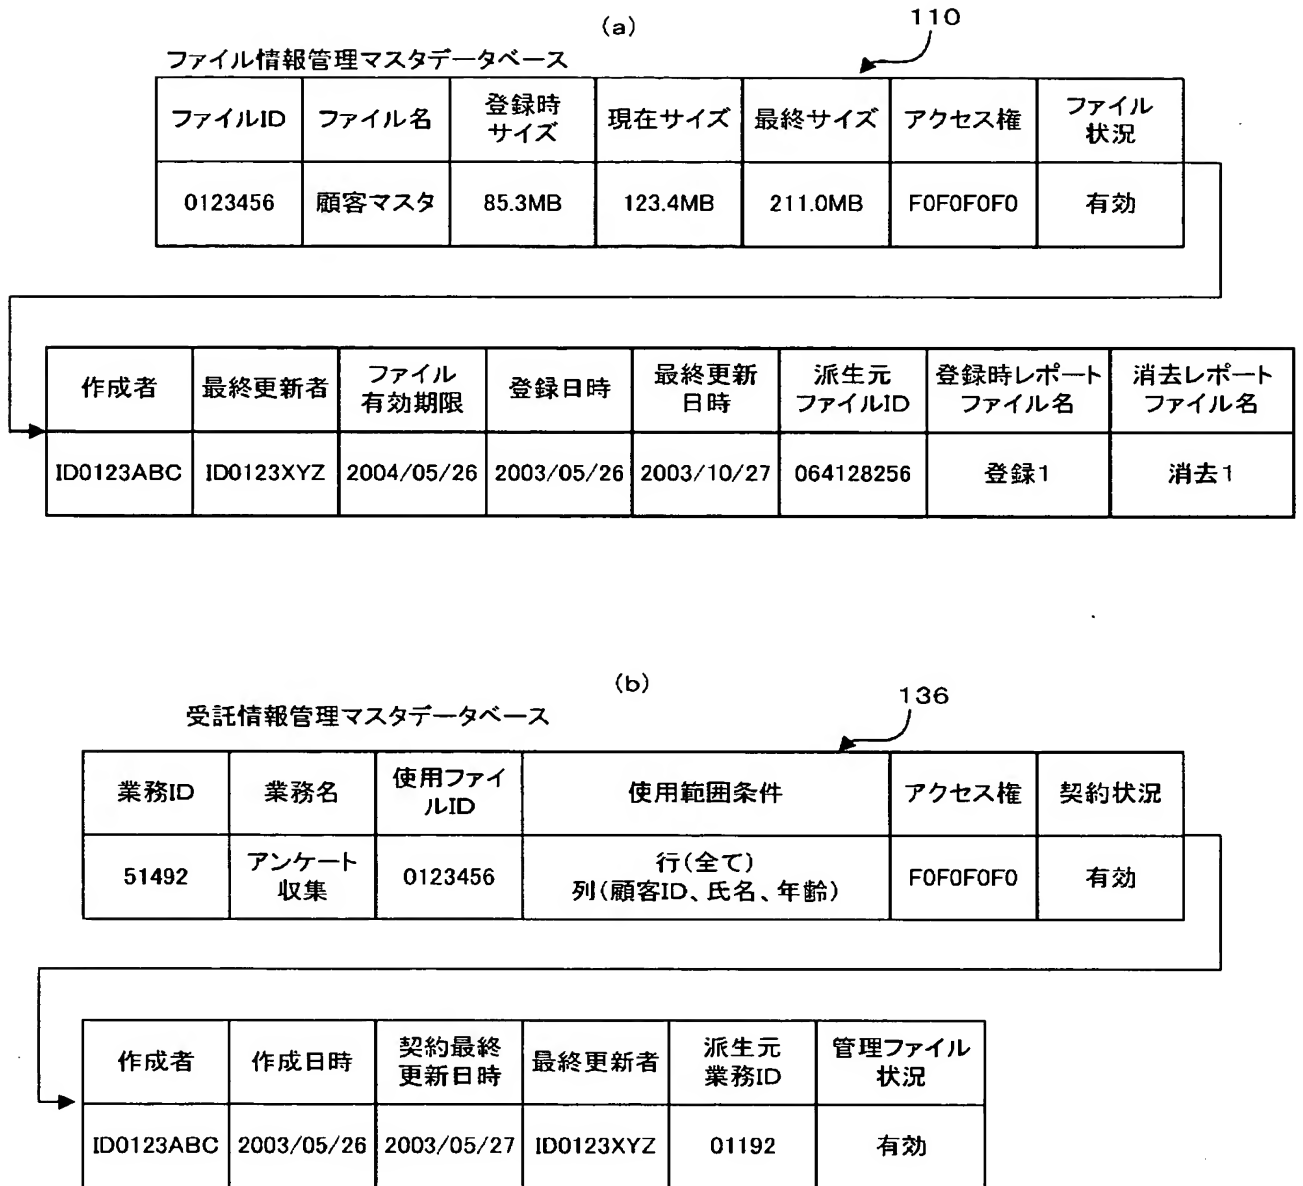 (a)
110
ファイル情報管理マスタデータベース
ファイルID ファイル名 登録時サイズ 現在サイズ 最終サイズ アクセス権 ファイル状況
0123456 顧客マスタ 85.3MB 123.4MB 211.0MB F0F0F0F0 有効
作成者 最終更新者 ファイル有効期限 登録日時 最終更新日時 派生元ファイルID 登録時レポートファイル名 消去レポートファイル名
ID0123ABC ID0123XYZ 2004/05/26 2003/05/26 2003/10/27 064128256 登録1 消去1
(b)
136
受託情報管理マスタデータベース
業務ID 業務名 使用ファイルID 使用範囲条件 アクセス権 契約状況
51492 アンケート収集 0123456 行(全て) 列(顧客ID、氏名、年齢) F0F0F0F0 有効
作成者 作成日時 契約最終更新日時 最終更新者 派生元業務ID 管理ファイル状況
ID0123ABC 2003/05/26 2003/05/27 ID0123XYZ 01192 有効